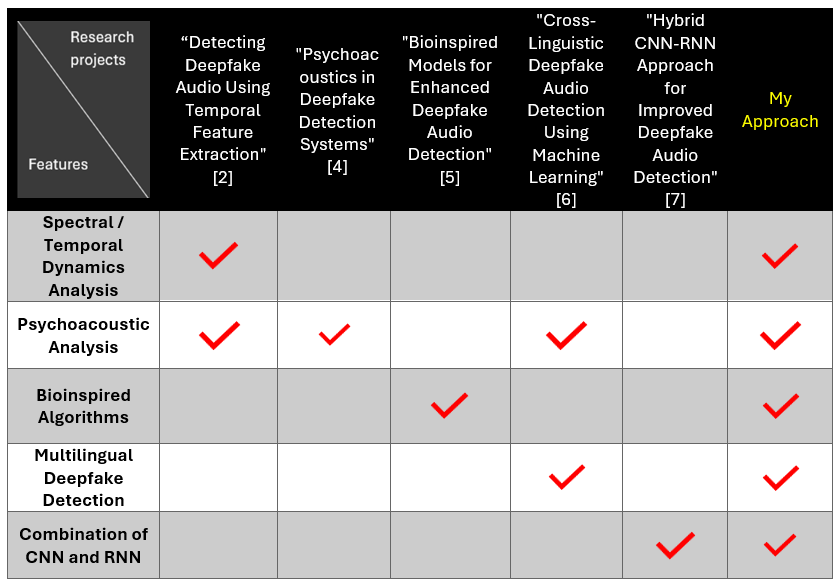 Research
projects
Features
“Detecting
Deepfake
Audio Using
Temporal
Feature
Extraction"
[2]
"Psychoac
oustics in
Deepfake
Detection
Systems"
[4]
"Bioinspired
Models for
Enhanced
Deepfake
Audio
Detection"
[5]
"Cross-
Linguistic
Deepfake
Audio
Detection
Using
Machine
Learning"
[6]
"Hybrid
CNN-RNN
Approach
for
Improved
Deepfake
Audio
Detection"
[7]
My
Approach
Spectral /
Temporal
Dynamics
Analysis
Psychoacoustic
Analysis
Bioinspired
Algorithms
Multilingual
Deepfake
Detection
Combination of
CNN and RNN